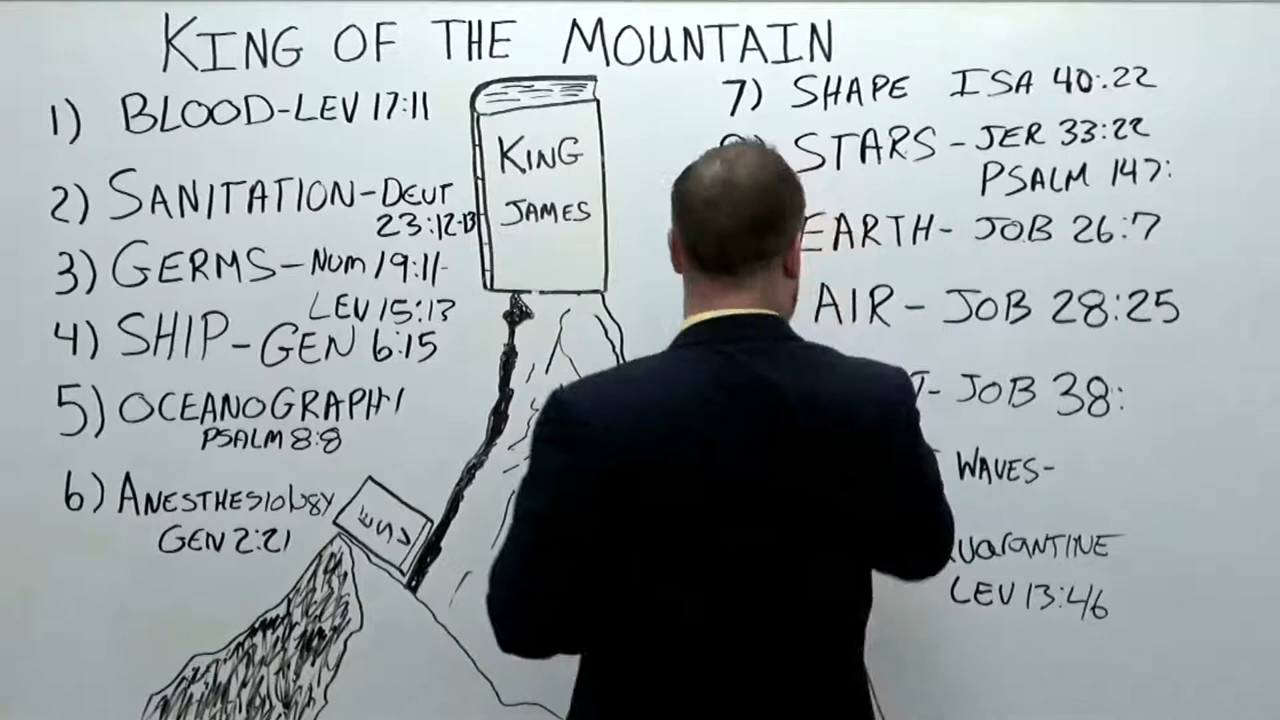 KING OF THE MOUNTAIN
1) BLOOD-LEV 17:11
2) SANITATION-DEUT
23:12-13
3) GERMS-NUM 19:11-
LEV 15:13
4) SHIP-GEN 6:15
5) OCEANOGRAPHY
PSALM 8:8
6) ANESTHESIOLOGY
GEN 2:21
KING
JAMES
ESV
7) SHAPE ISA 40:22
STARS-JER 33:22
PSALM 147:
EARTH-JOB 26:7
AIR-JOB 28:25
-JOB 38:
WAVES-
QUARANTINE
LEV 13:46